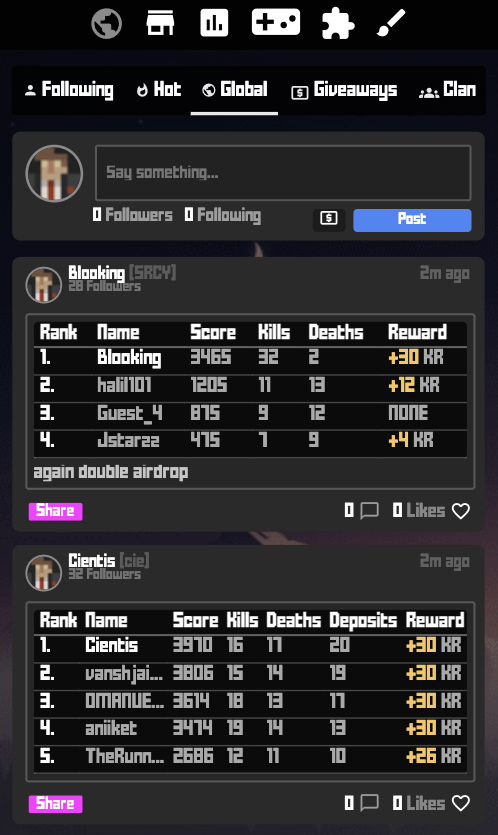 Following Hot Global Giveaways Clan
Say something...
0 Followers 0 Following Post
Blooking [SRCY] 2m ago
28 Followers
Rank Name Score Kills Deaths Reward
1. Blooking 3465 32 2 +30 KR
2. halil101 1205 11 13 +12 KR
3. Guest_4 875 9 12 NONE
4. Jstarzz 475 7 9 +4 KR
again double airdrop
Share 0 0 Likes
Cientis [cie] 2m ago
32 Followers
Rank Name Score Kills Deaths Deposits Reward
1. Cientis 3970 16 17 20 +30 KR
2. vanshjai... 3806 15 14 19 +30 KR
3. OMANUE... 3614 18 13 17 +30 KR
4. aniiket 3474 19 14 13 +30 KR
5. TheRunn... 2686 12 11 10 +26 KR
Share 0 0 Likes